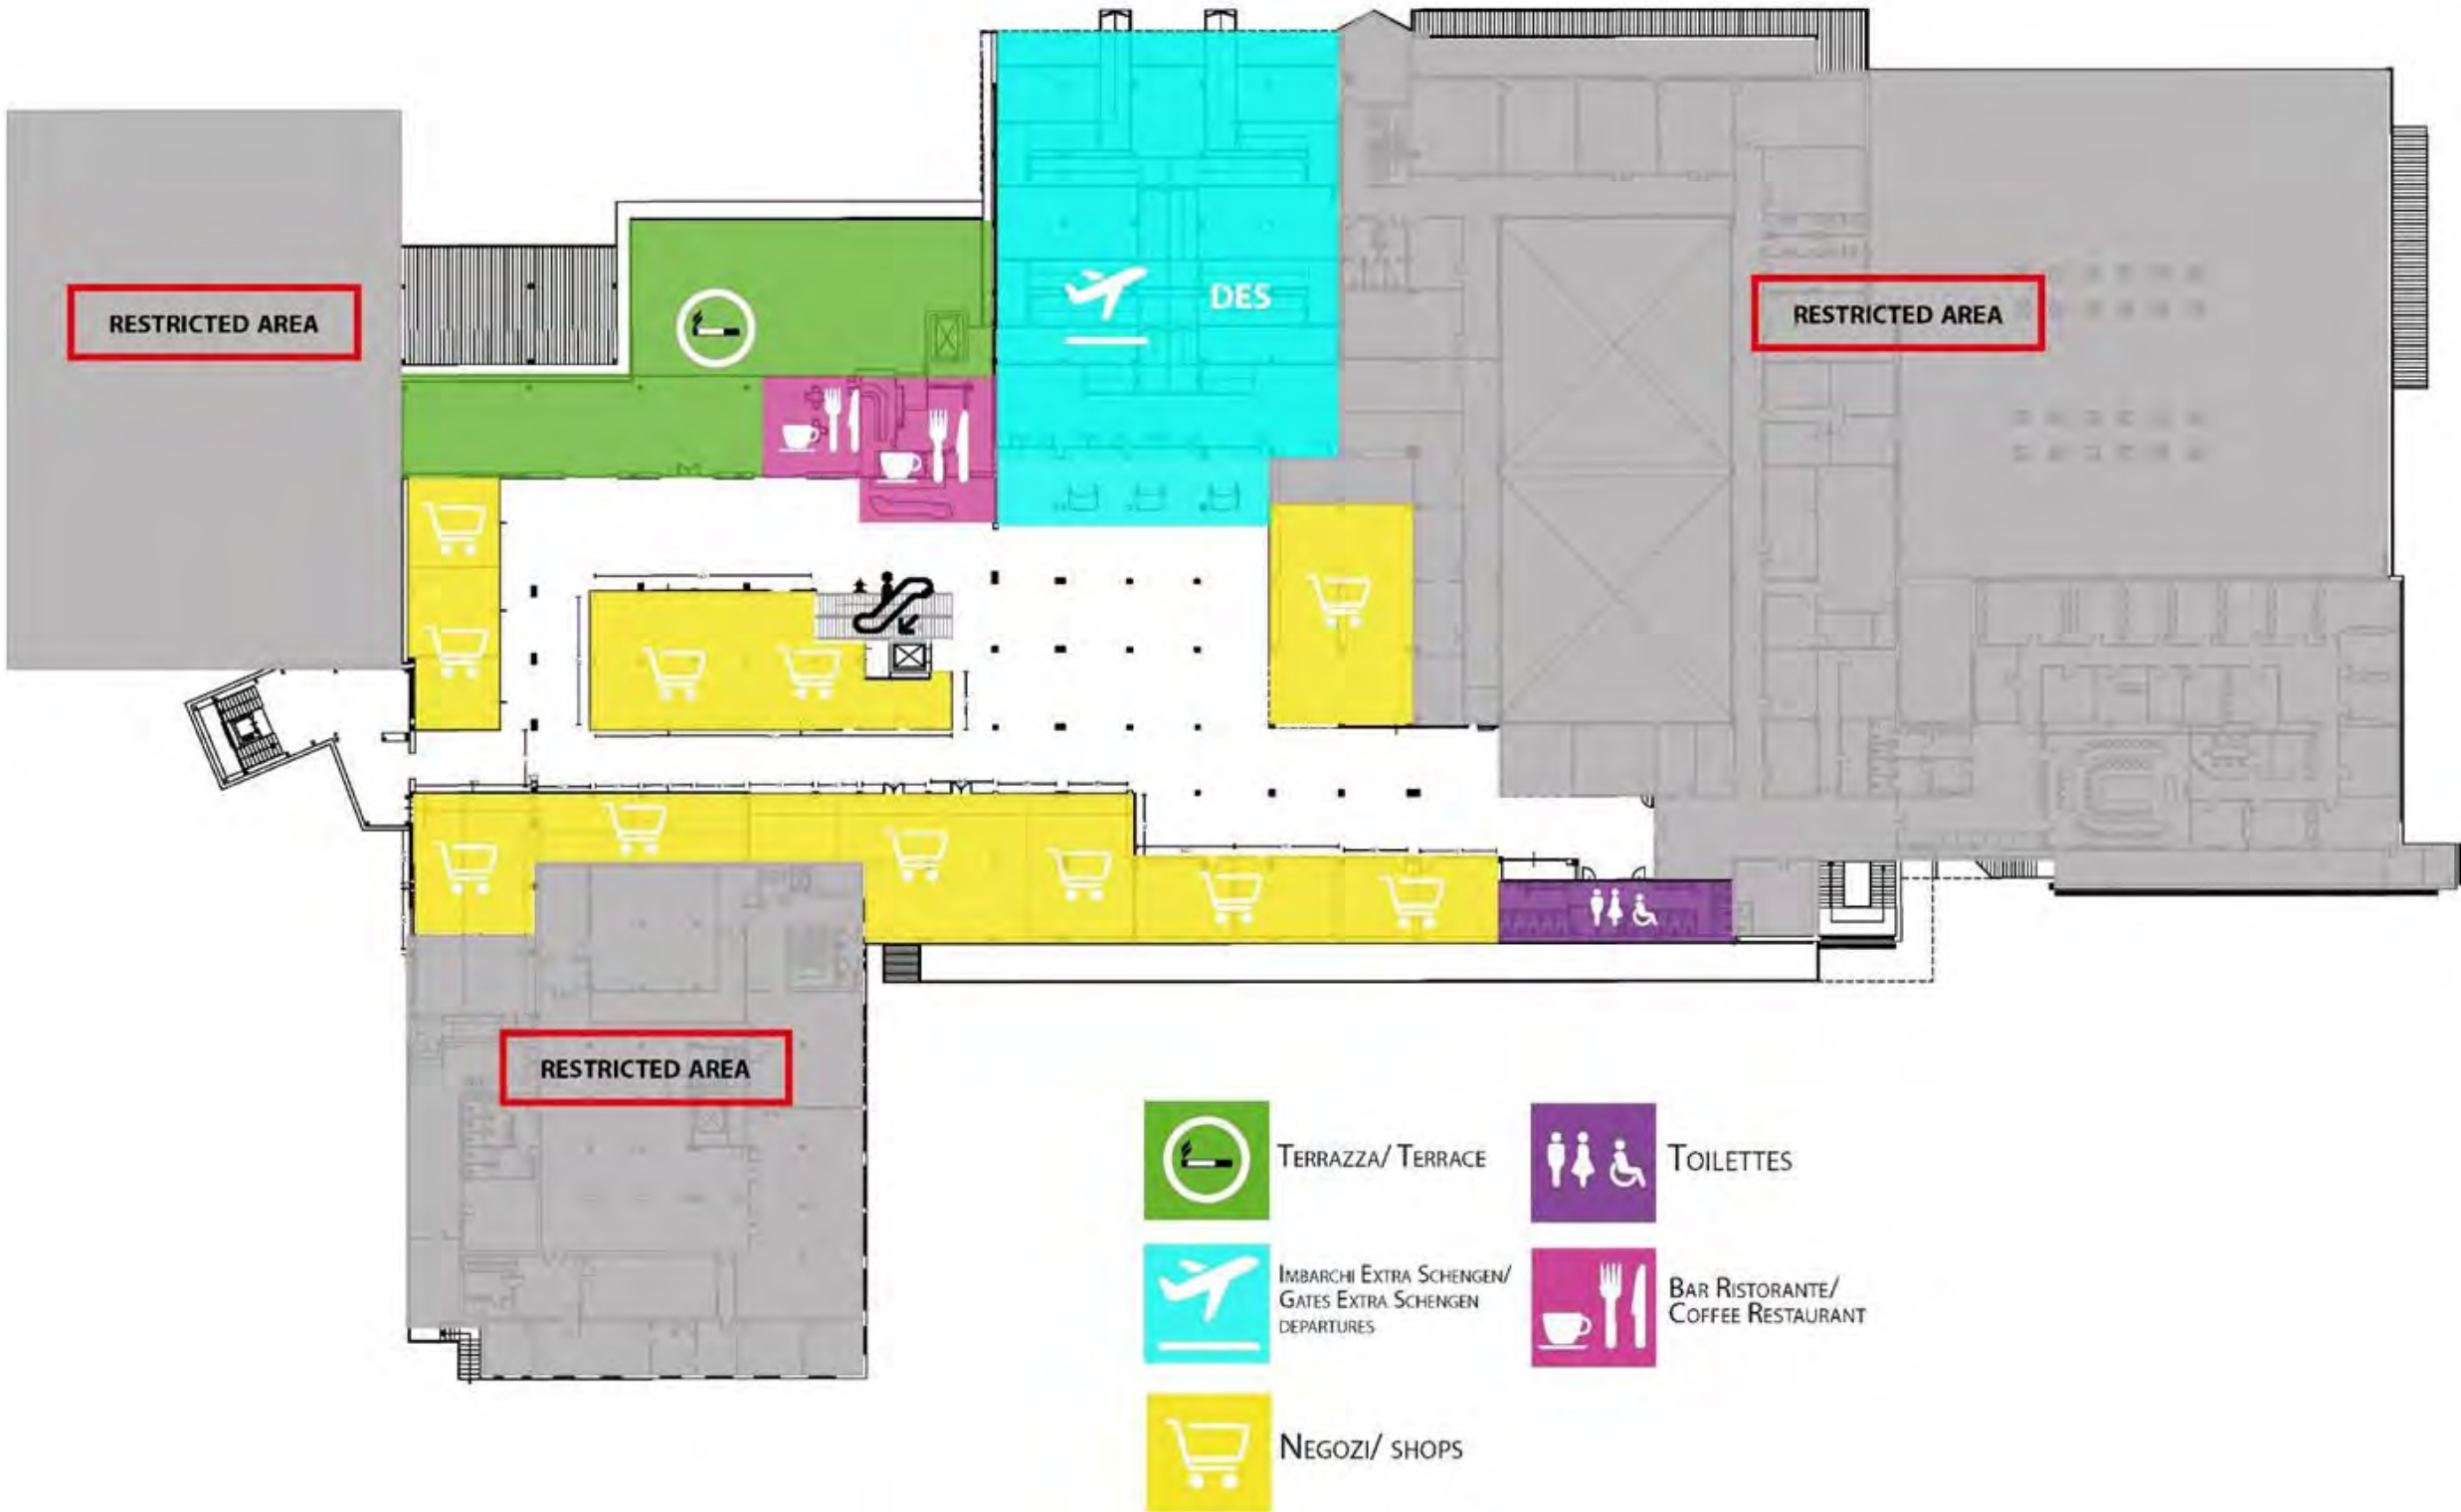 DES
RESTRICTED AREA
RESTRICTED AREA
RESTRICTED AREA
TERRAZZA/ TERRACE
TOILETTES
IMBARCHI EXTRA SCHENGEN/
GATES EXTRA SCHENGEN
DEPARTURES
BAR RISTORANTE/
COFFEE RESTAURANT
NEGOZI/ SHOPS